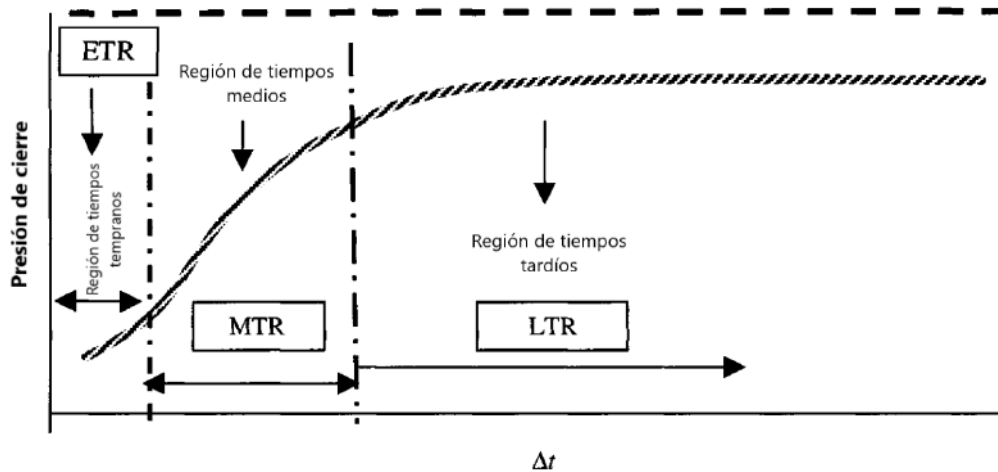 ETR
Región de tiempos
medios
Presión de cierre
Región de tiempos
tempranos
Región de tiempos
tardíos
MTR
LTR
Δt